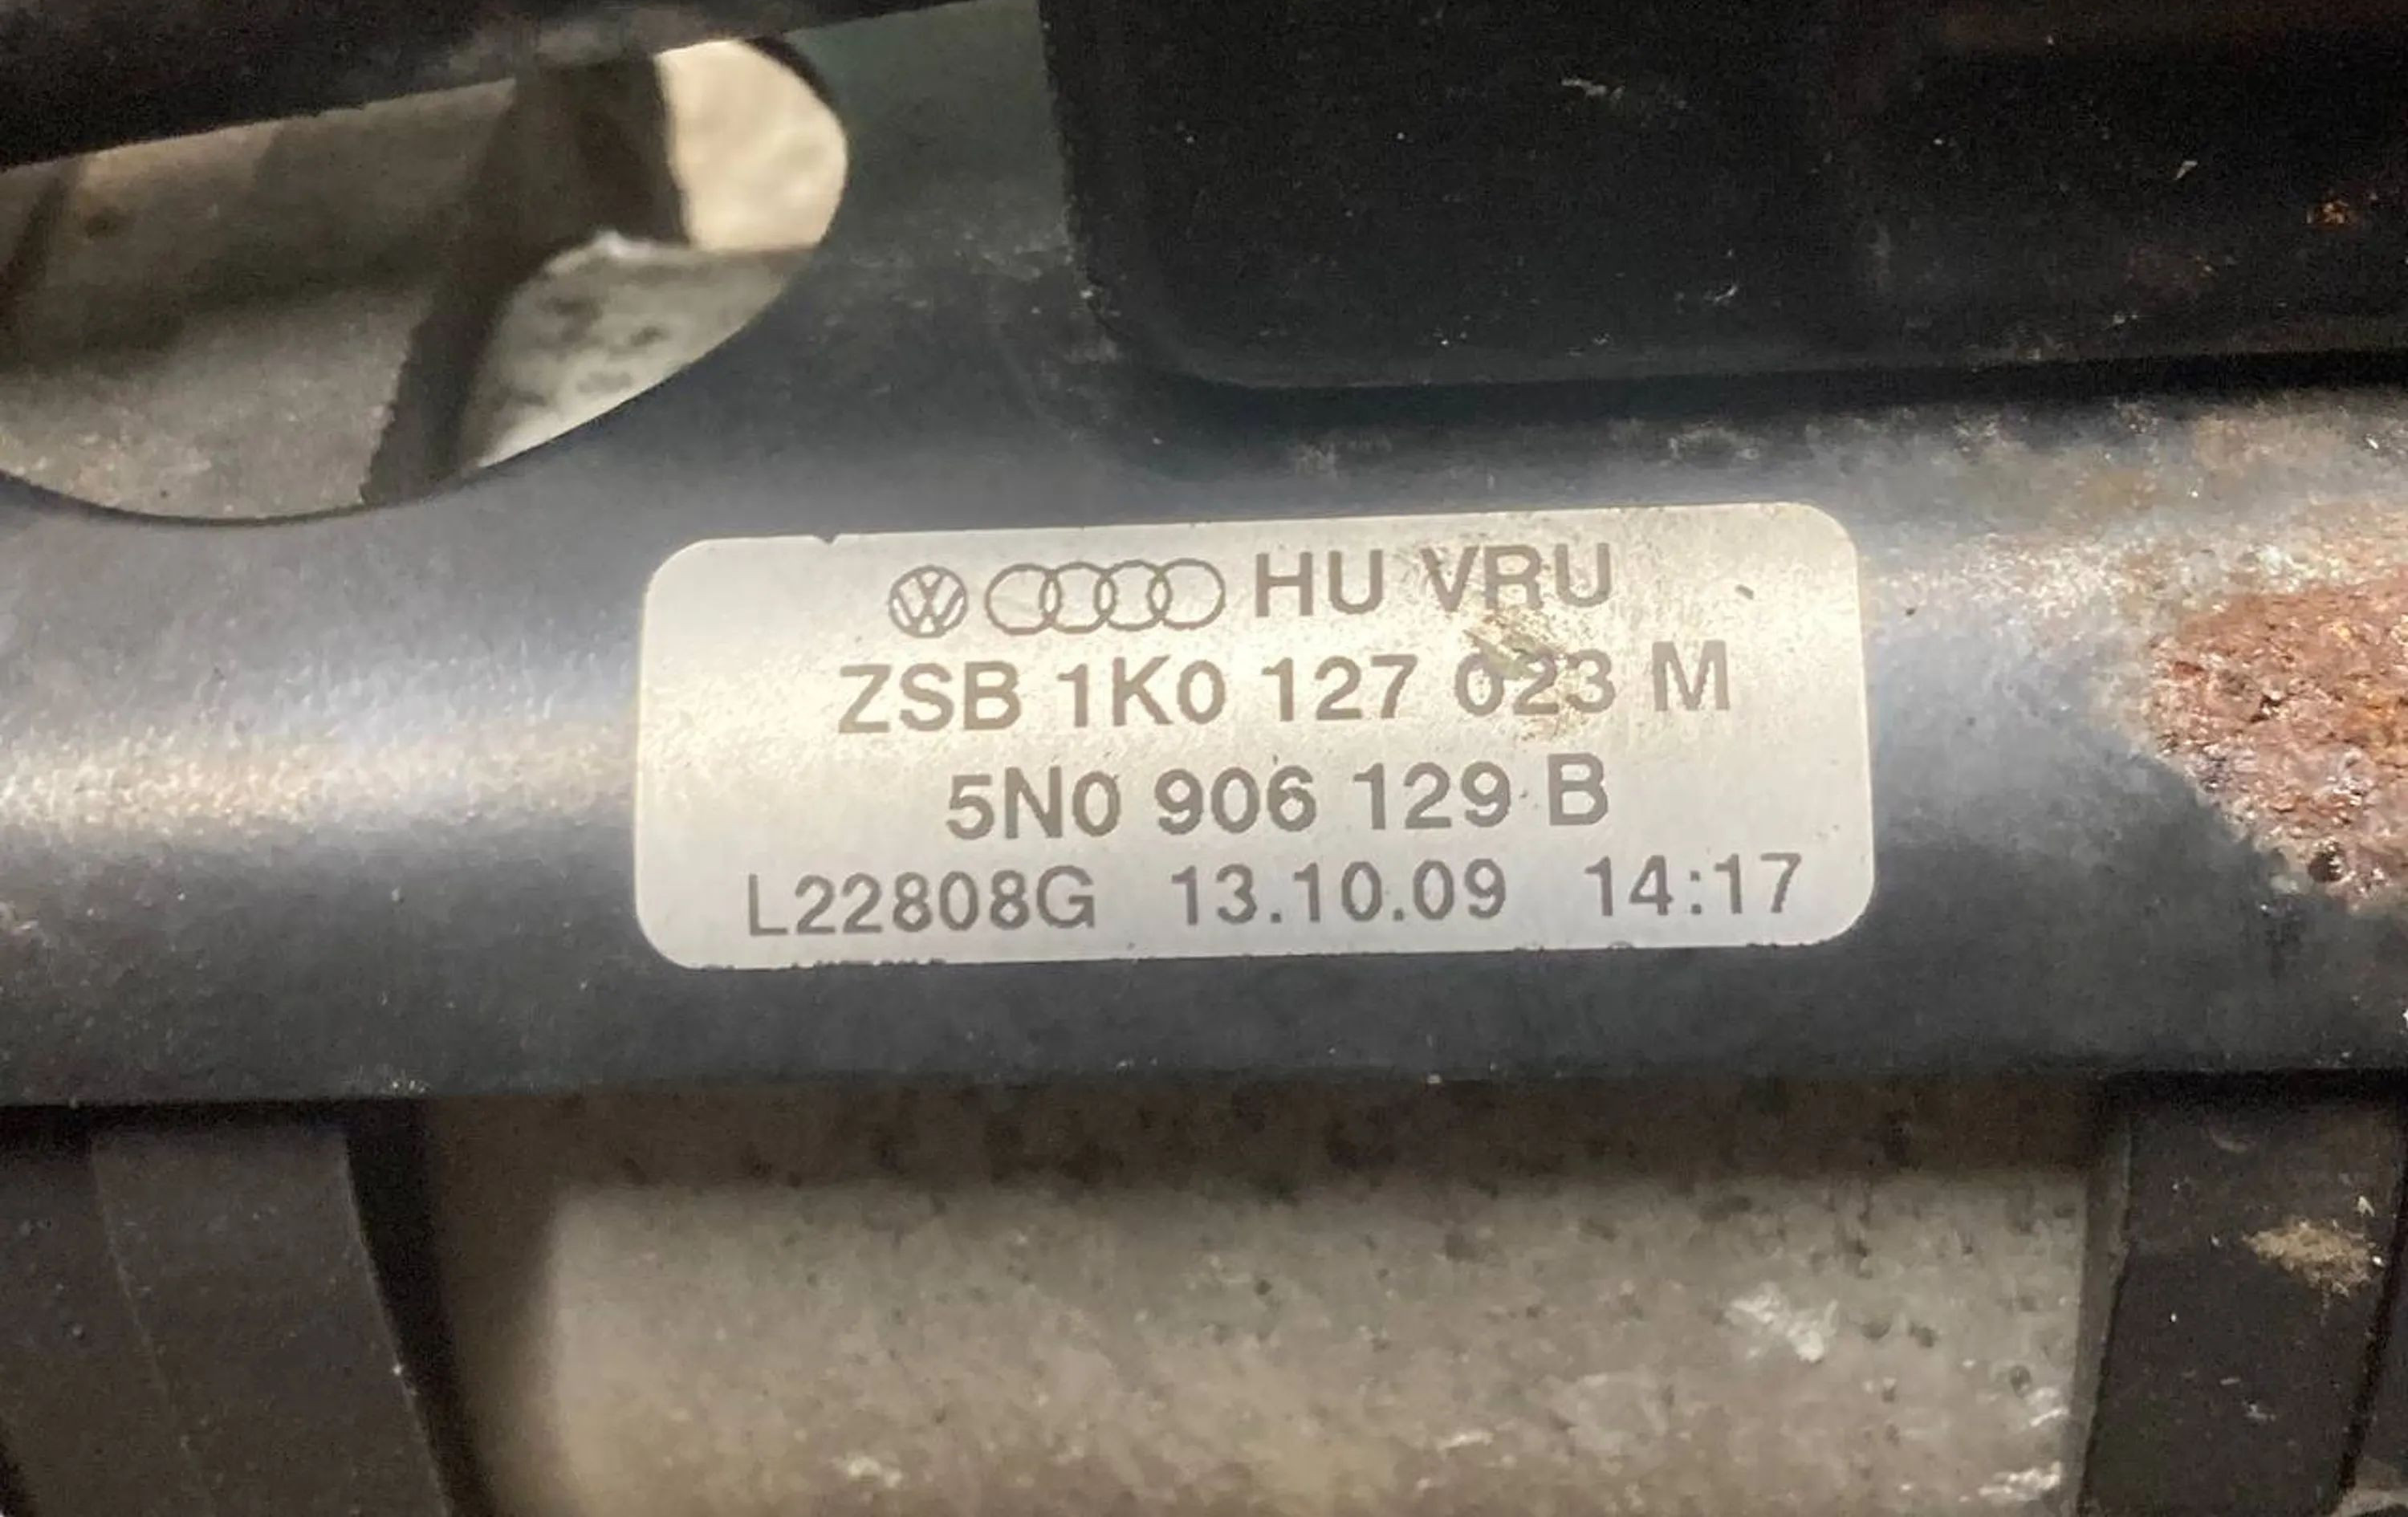 HU VRU
ZSB 1K0 127 023 M
5N0 906 129 B
L22808G 13.10.09 14:17